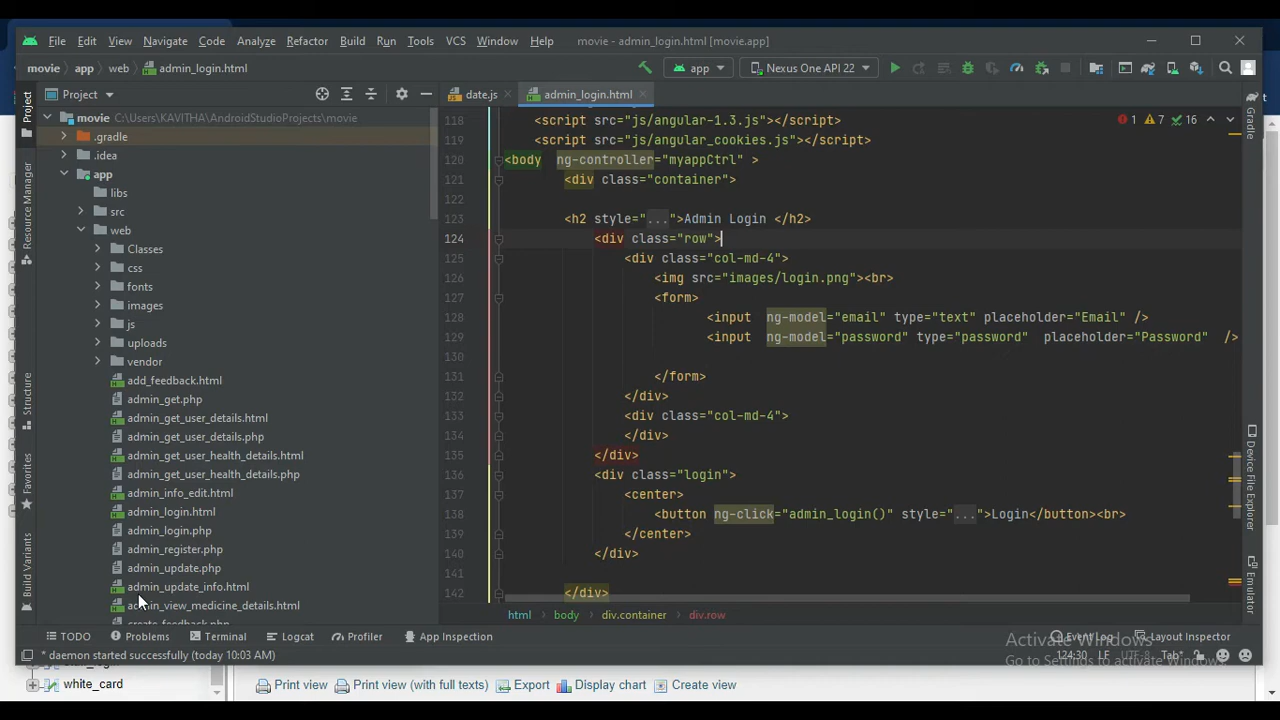 File Edit View Navigate Code Analyze Refactor Build Run Tools VCS Window Help movie - admin_login.html [movie.app]
movie app web admin_login.html app Nexus One API 22
Project date.js admin_login.html
movie C:\Users\KAVITHA\AndroidStudioProjects\movie
.gradle
.idea
app
libs
src
web
Classes
css
fonts
images
js
uploads
vendor
add_feedback.html
admin_get.php
admin_get_user_details.html
admin_get_user_details.php
admin_get_user_health_details.html
admin_get_user_health_details.php
admin_info_edit.html
admin_login.html
admin_login.php
admin_register.php
admin_update.php
admin_update_info.html
admin_view_medicine_details.html
create_feedback.php
Project
Resource Manager
Structure
Favorites
Build Variants
118 <script src="js/angular-1.3.js"></script>
119 <script src="js/angular_cookies.js"></script>
120 <body ng-controller="myappCtrl" >
121 <div class="container">
122
123 <h2 style="...">Admin Login </h2>
124 <div class="row">
125 <div class="col-md-4">
126 <img src="images/login.png"><br>
127 <form>
128 <input ng-model="email" type="text" placeholder="Email" />
129 <input ng-model="password" type="password" placeholder="Password" />
130
131 </form>
132 </div>
133 <div class="col-md-4">
134 </div>
135 </div>
136 <div class="login">
137 <center>
138 <button ng-click="admin_login()" style="...">Login</button><br>
139 </center>
140 </div>
141
142 </div>
1 7 16
Gradle
Device File Explorer
Emulator
html body div.container div.row
TODO Problems Terminal Logcat Profiler App Inspection Event Log Layout Inspector
* daemon started successfully (today 10:03 AM) 124:30 LF UTF-8 Tab*
Activate Windows
Go to Settings to activate Windows.
white_card Print view Print view (with full texts) Export Display chart Create view